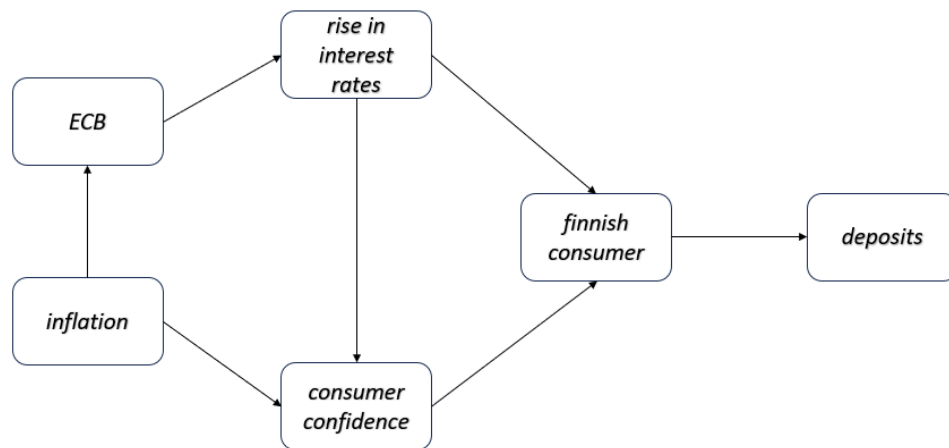 rise in
interest
rates
ECB
finnish
consumer
deposits
inflation
consumer
confidence